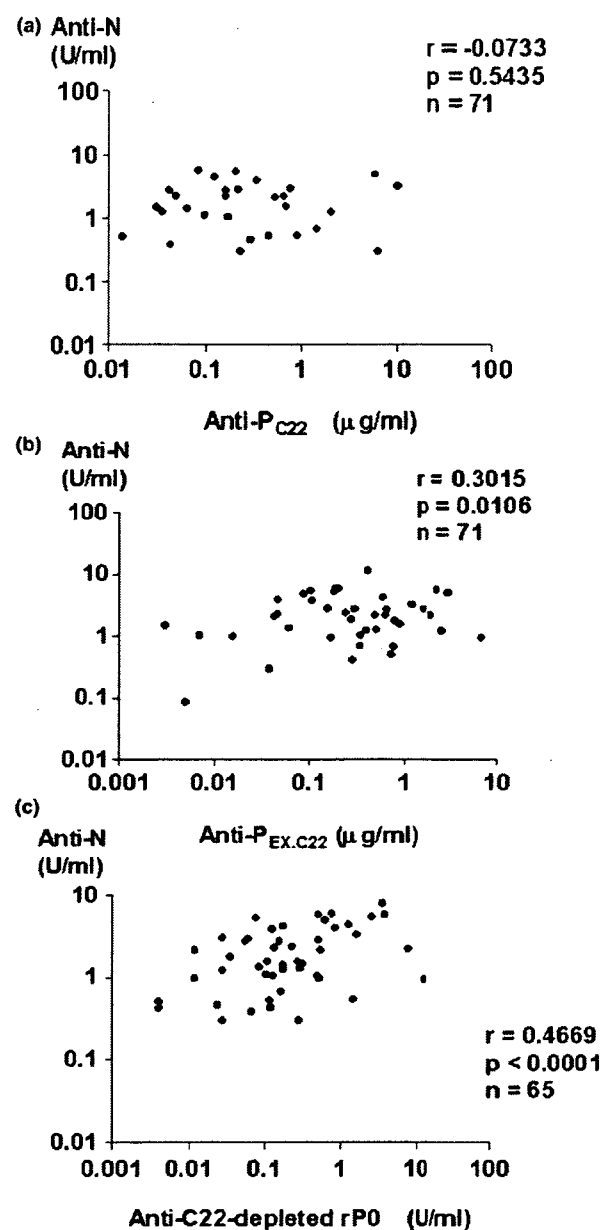 (a) Anti-N
(U/ml)
r = -0.0733
p = 0.5435
n = 71
100
10
1
0.1
0.01
0.01 0.1 1 10 100
Anti-P_C22 (μ g/ml)
(b) Anti-N
(U/ml)
r = 0.3015
p = 0.0106
n = 71
100
10
1
0.1
0.01
0.001 0.01 0.1 1 10
Anti-P_EX.C22 (μ g/ml)
(c) Anti-N
(U/ml)
10
1
0.1
0.01
r = 0.4669
p < 0.0001
n = 65
0.001 0.01 0.1 1 10 100
Anti-C22-depleted rP0 (U/ml)